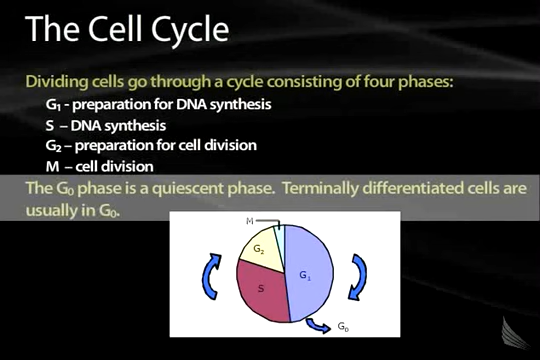 The Cell Cycle
Dividing cells go through a cycle consisting of four phases:
G₁ - preparation for DNA synthesis
S – DNA synthesis
G₂ – preparation for cell division
M – cell division
The G₀ phase is a quiescent phase. Terminally differentiated cells are
usually in G₀.
M
G₂
G₁
S
G₀